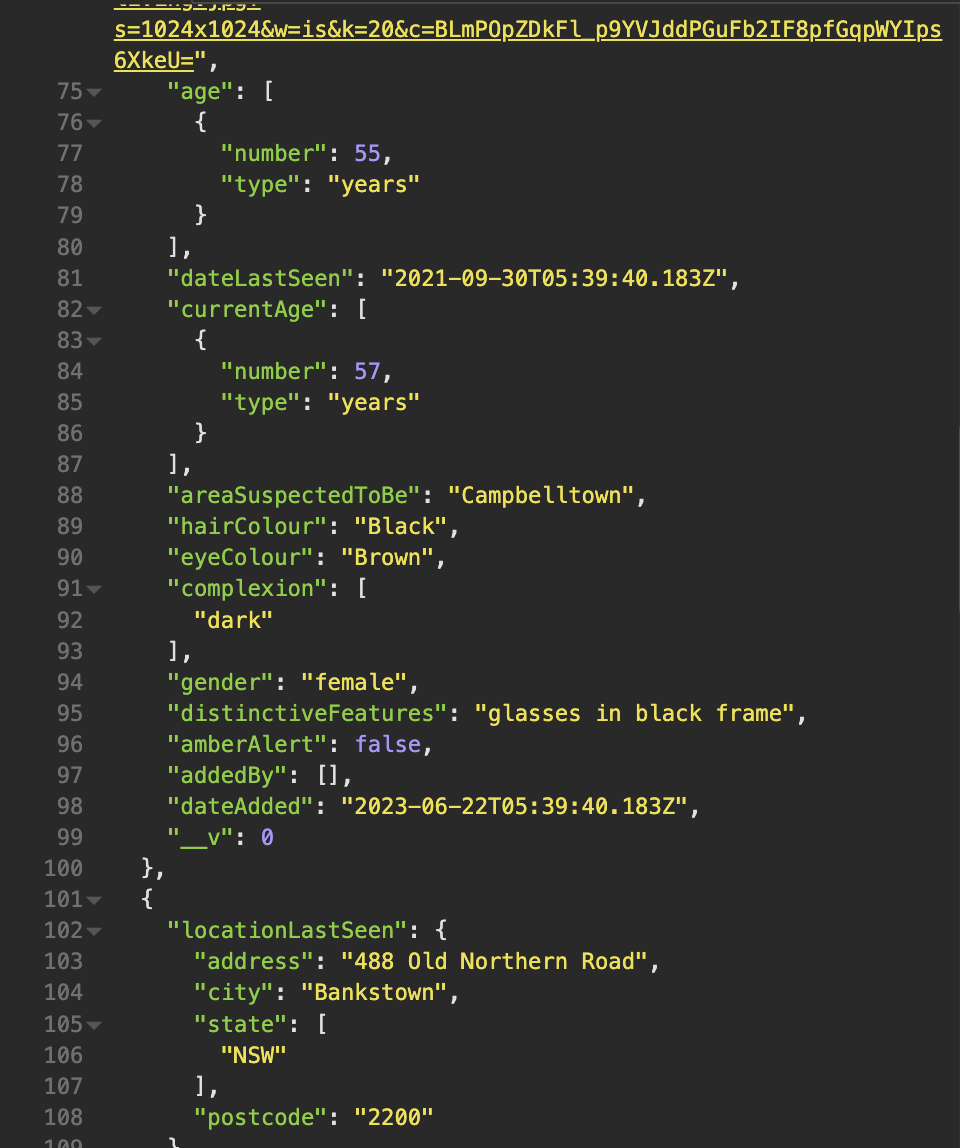 s=1024x1024&w=is&k=20&c=BLmPOpZDkFl_p9YVJddPGuFb2IF8pfGqpWYIps
6XkeU=",
75 "age": [
76 {
77 "number": 55,
78 "type": "years"
79 }
80 ],
81 "dateLastSeen": "2021-09-30T05:39:40.183Z",
82 "currentAge": [
83 {
84 "number": 57,
85 "type": "years"
86 }
87 ],
88 "areaSuspectedToBe": "Campbelltown",
89 "hairColour": "Black",
90 "eyeColour": "Brown",
91 "complexion": [
92 "dark"
93 ],
94 "gender": "female",
95 "distinctiveFeatures": "glasses in black frame",
96 "amberAlert": false,
97 "addedBy": [],
98 "dateAdded": "2023-06-22T05:39:40.183Z",
99 "__v": 0
100 },
101 {
102 "locationLastSeen": {
103 "address": "488 Old Northern Road",
104 "city": "Bankstown",
105 "state": [
106 "NSW"
107 ],
108 "postcode": "2200"
109 }